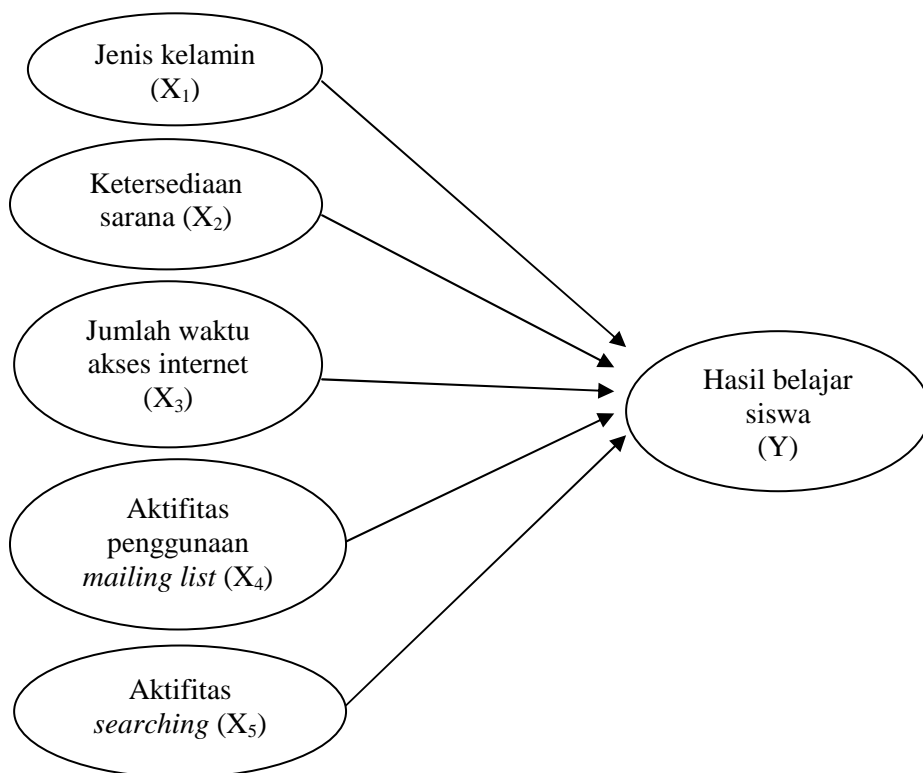 Jenis kelamin
(X₁)
Ketersediaan
sarana (X₂)
Jumlah waktu
akses internet
(X₃)
Hasil belajar
siswa
(Y)
Aktifitas
penggunaan
mailing list (X₄)
Aktifitas
searching (X₅)